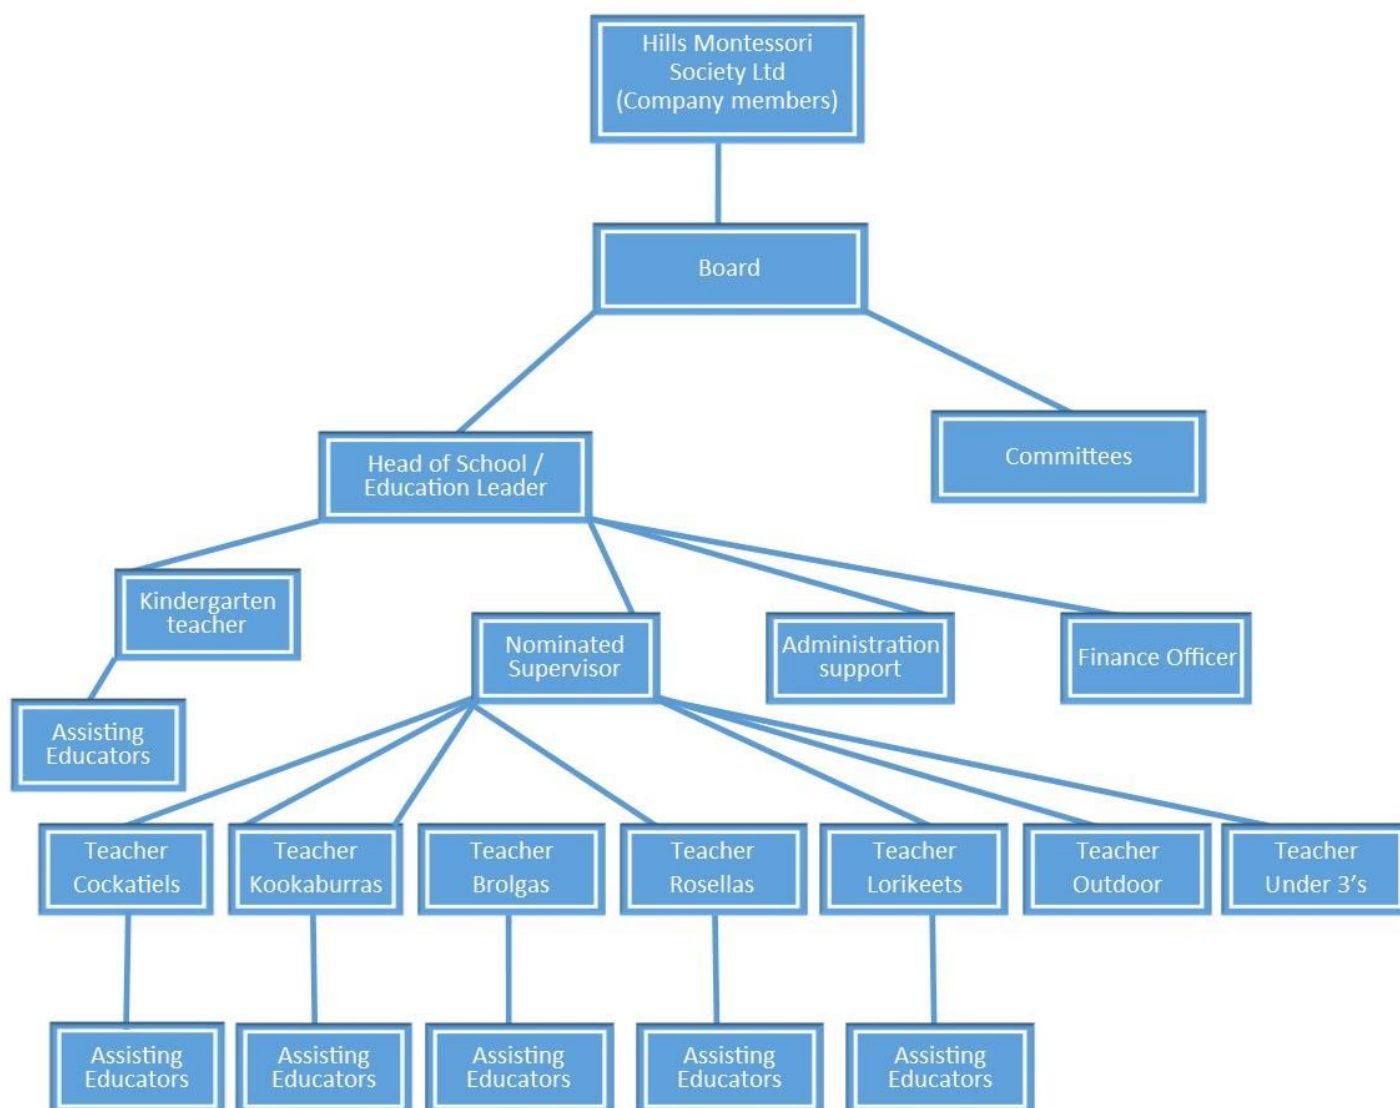 Hills Montessori
Society Ltd
(Company members)
Board
Head of School /
Education Leader
Committees
Kindergarten
teacher
Nominated
Supervisor
Administration
support
Finance Officer
Assisting
Educators
Teacher
Cockatiels
Teacher
Kookaburras
Teacher
Brolgas
Teacher
Rosellas
Teacher
Lorikeets
Teacher
Outdoor
Teacher
Under 3's
Assisting
Educators
Assisting
Educators
Assisting
Educators
Assisting
Educators
Assisting
Educators